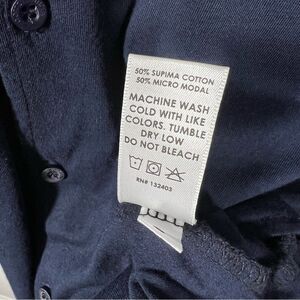 50% SUPIMA COTTON
50% MICRO MODAL
MACHINE WASH
COLD WITH LIKE
COLORS. TUMBLE
DRY LOW
DO NOT BLEACH
RN# 132403